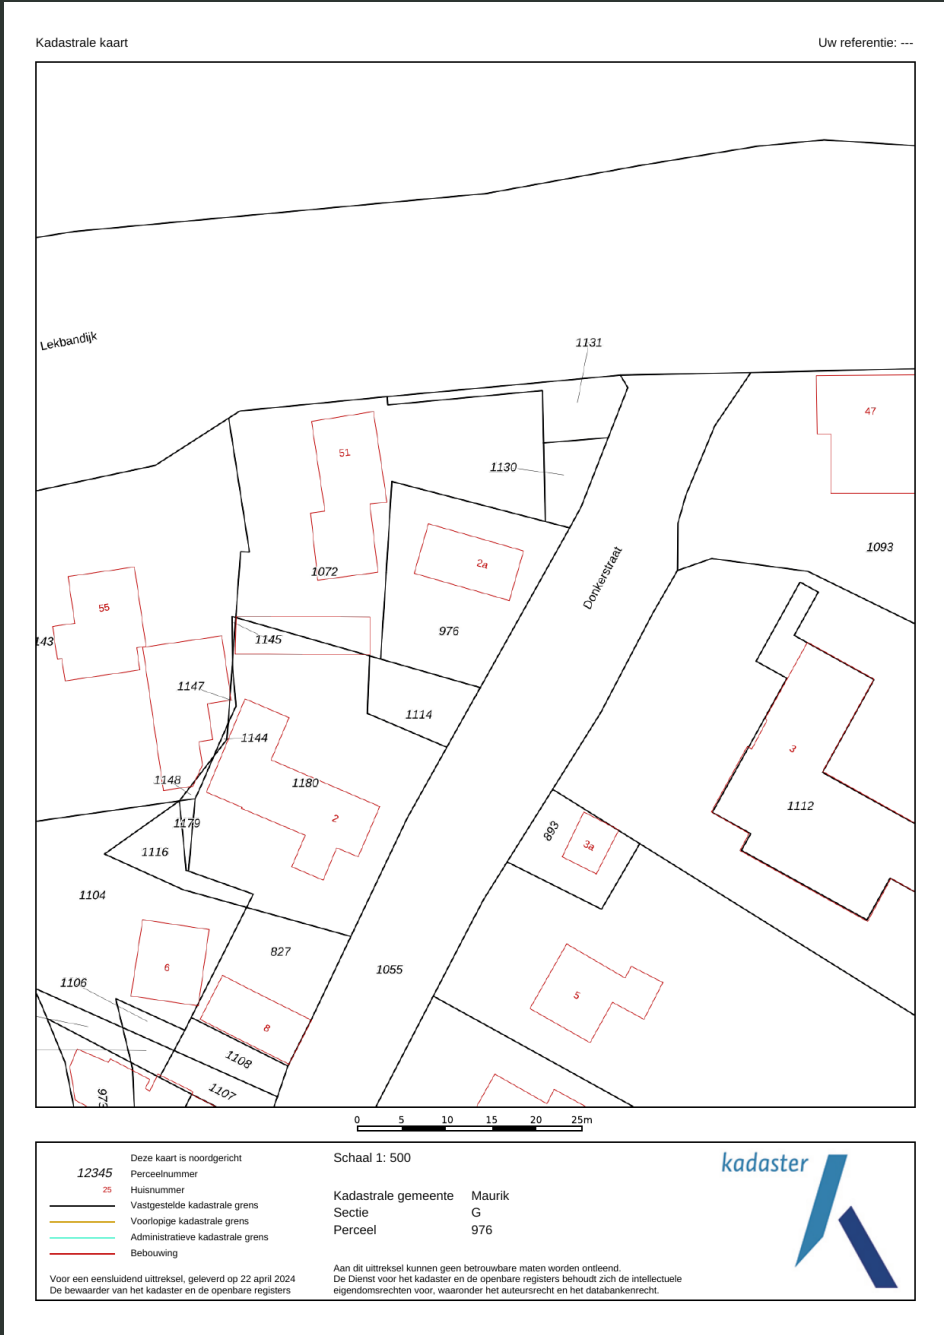 Kadastrale kaart
Uw referentie: ---
Lekbandijk
1131
47
51
1130
1093
2a
1072
Donkerstraat
55
976
143
1145
1147
1114
1144
3
1148
1180
1112
2
1179
893
3a
1116
1104
827
6
1055
1106
5
8
1108
1107
973
0 5 10 15 20 25m
Deze kaart is noordgericht
12345 Perceelnummer
25 Huisnummer
Vastgestelde kadastrale grens
Voorlopige kadastrale grens
Administratieve kadastrale grens
Bebouwing
Voor een eensluidend uittreksel, geleverd op 22 april 2024
De bewaarder van het kadaster en de openbare registers
Schaal 1: 500
Kadastrale gemeente Maurik
Sectie G
Perceel 976
Aan dit uittreksel kunnen geen betrouwbare maten worden ontleend.
De Dienst voor het kadaster en de openbare registers behoudt zich de intellectuele
eigendomsrechten voor, waaronder het auteursrecht en het databankenrecht.
kadaster